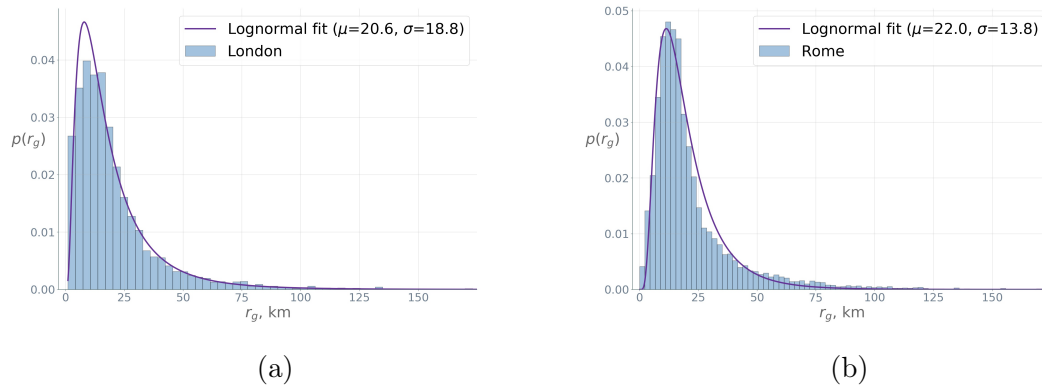 Lognormal fit (μ=20.6, σ=18.8)
London
0.04
0.03
p(r_g)
0.02
0.01
0.00
0 25 50 75 100 125 150
r_g, km
(a)
Lognormal fit (μ=22.0, σ=13.8)
Rome
0.05
0.04
0.03
p(r_g)
0.02
0.01
0.00
0 25 50 75 100 125 150
r_g, km
(b)